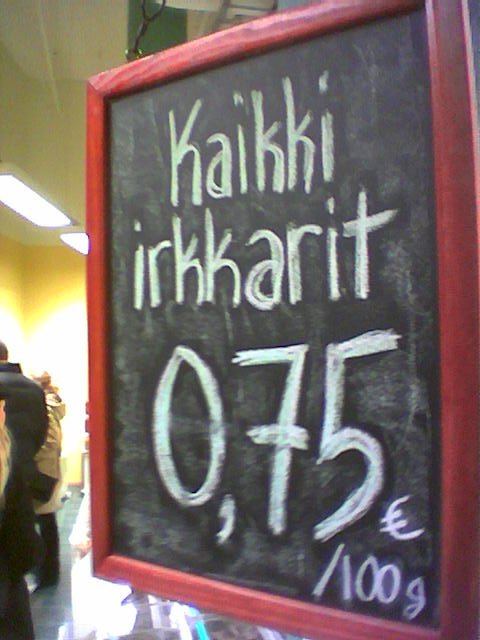 Kaikki
irkkarit
0,75 €
/100g